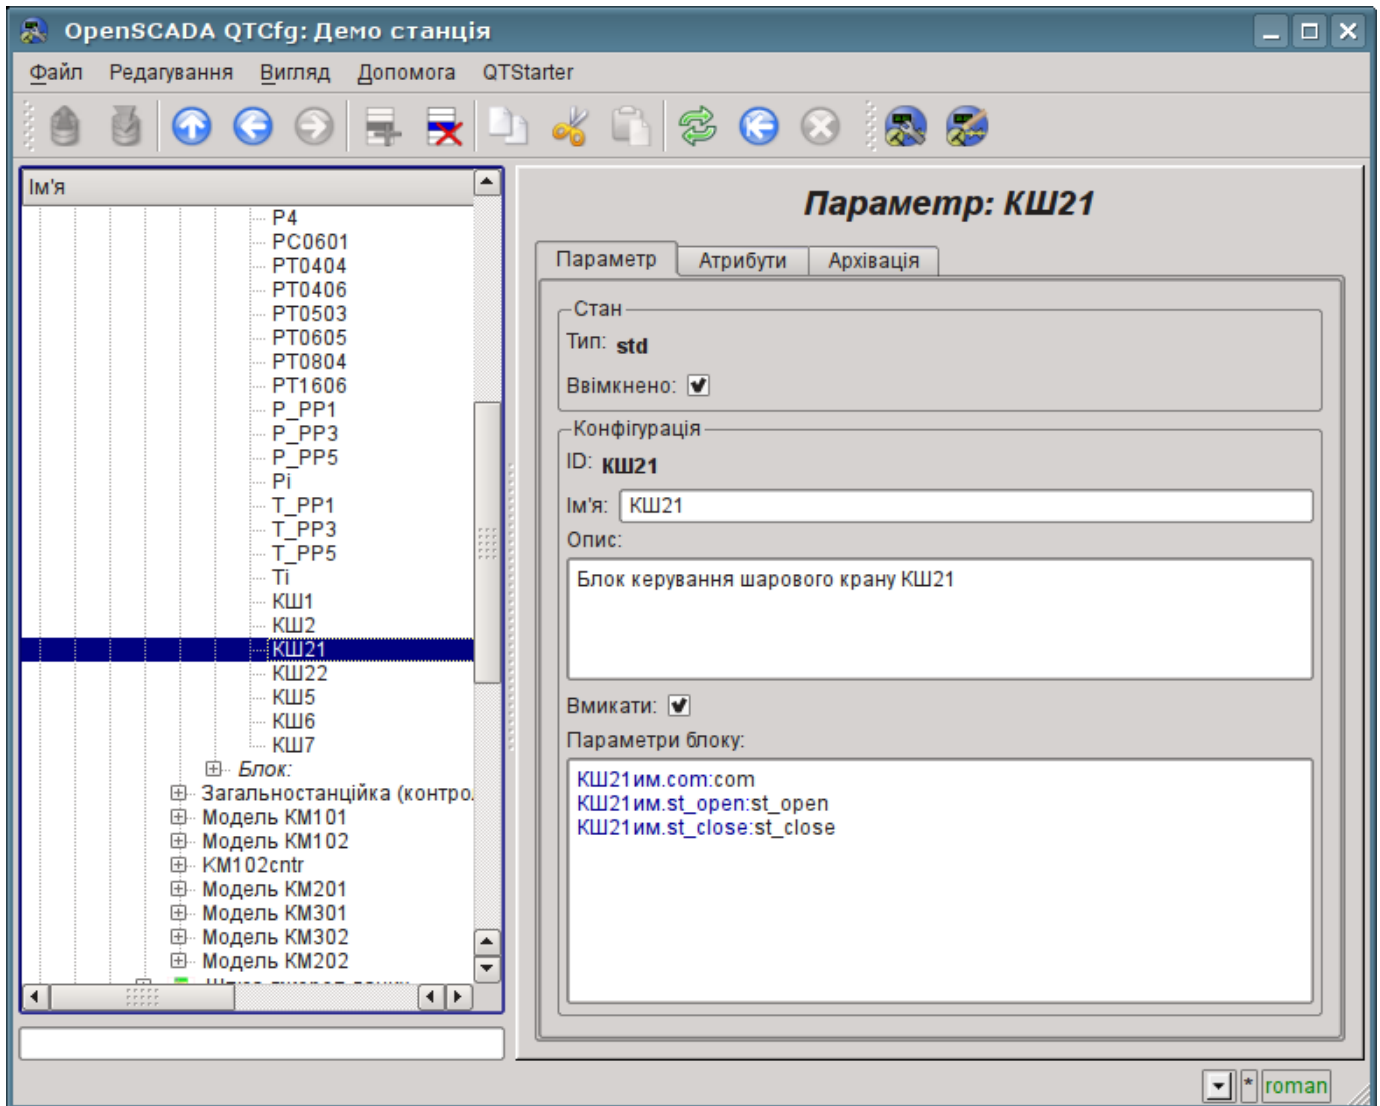 OpenSCADA QTCfg: Демо станція
Файл Редагування Вигляд Допомога QTStarter
Ім'я
P4
PC0601
PT0404
PT0406
PT0503
PT0605
PT0804
PT1606
P_PP1
P_PP3
P_PP5
Pi
T_PP1
T_PP3
T_PP5
Ti
КШ1
КШ2
КШ21
КШ22
КШ5
КШ6
КШ7
Блок:
Загальностанційка (контро.
Модель КМ101
Модель КМ102
КМ102cntr
Модель КМ201
Модель КМ301
Модель КМ302
Модель КМ202
Параметр: КШ21
Параметр Атрибути Архівація
Стан
Тип: std
Ввімкнено:
Конфігурація
ID: КШ21
Ім'я: КШ21
Опис:
Блок керування шарового крану КШ21
Вмикати:
Параметри блоку:
КШ21им.com:com
КШ21им.st_open:st_open
КШ21им.st_close:st_close
* roman